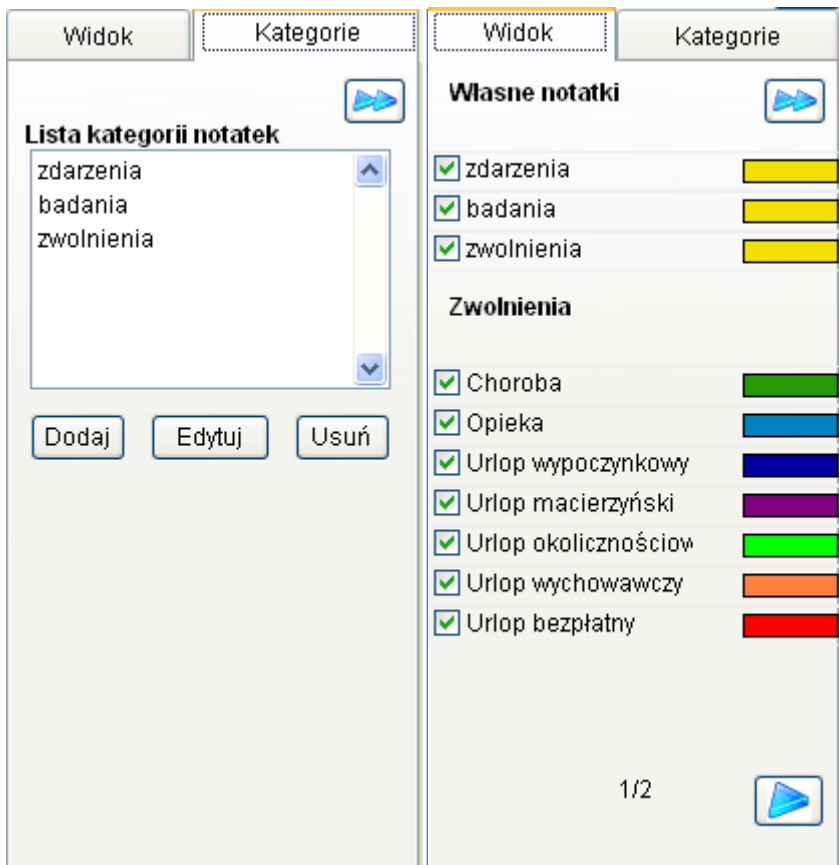 Widok
Kategorie
Lista kategorii notatek
zdarzenia
badania
zwolnienia
Dodaj
Edytuj
Usuń
Widok
Kategorie
Własne notatki
zdarzenia
badania
zwolnienia
Zwolnienia
Choroba
Opieka
Urlop wypoczynkowy
Urlop macierzyński
Urlop okolicznościow
Urlop wychowawczy
Urlop bezpłatny
1/2